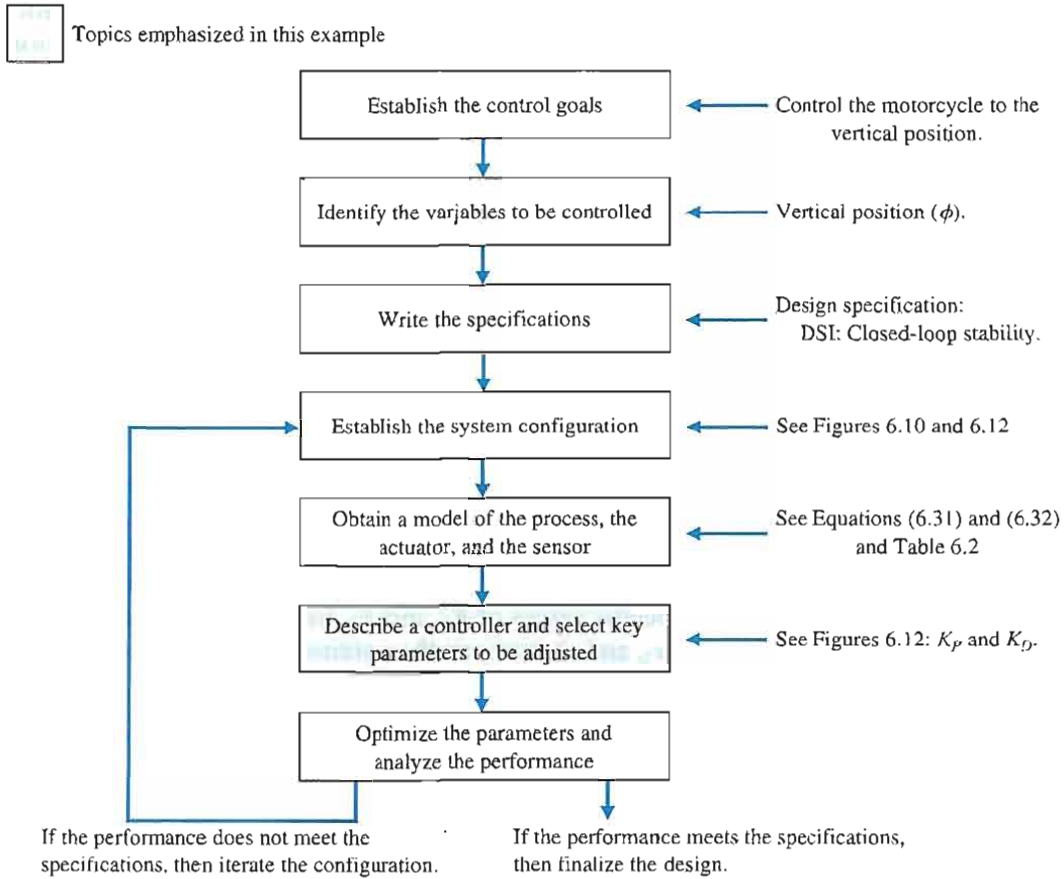 Topics emphasized in this example
Establish the control goals
Control the motorcycle to the
vertical position.
Identify the variables to be controlled
Vertical position (ϕ).
Write the specifications
Design specification:
DSI: Closed-loop stability.
Establish the system configuration
See Figures 6.10 and 6.12
Obtain a model of the process, the
actuator, and the sensor
See Equations (6.31) and (6.32)
and Table 6.2
Describe a controller and select key
parameters to be adjusted
See Figures 6.12: K_P and K_D.
Optimize the parameters and
analyze the performance
If the performance does not meet the
specifications, then iterate the configuration.
If the performance meets the specifications,
then finalize the design.